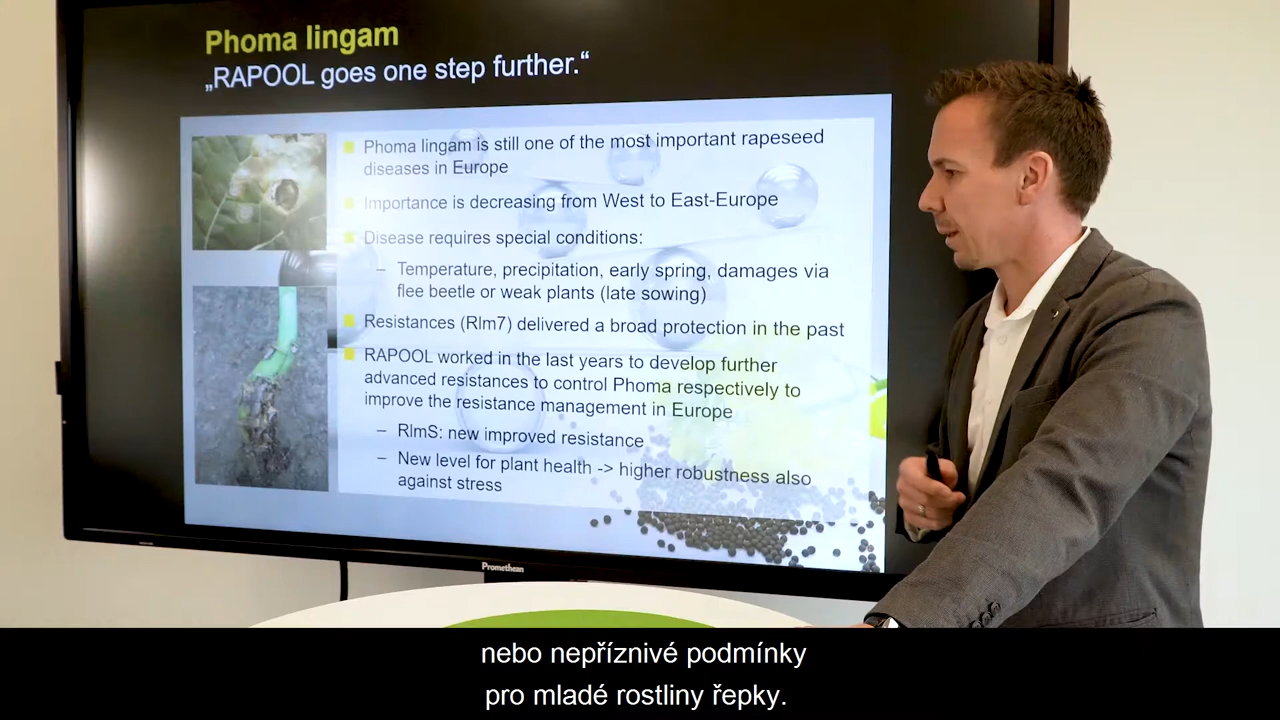 Phoma lingam
„RAPOOL goes one step further.“
Phoma lingam is still one of the most important rapeseed
diseases in Europe
Importance is decreasing from West to East-Europe
Disease requires special conditions:
– Temperature, precipitation, early spring, damages via
flee beetle or weak plants (late sowing)
Resistances (Rlm7) delivered a broad protection in the past
RAPOOL worked in the last years to develop further
advanced resistances to control Phoma respectively to
improve the resistance management in Europe
– RlmS: new improved resistance
– New level for plant health -> higher robustness also
against stress
Promethean
nebo nepříznivé podmínky
pro mladé rostliny řepky.